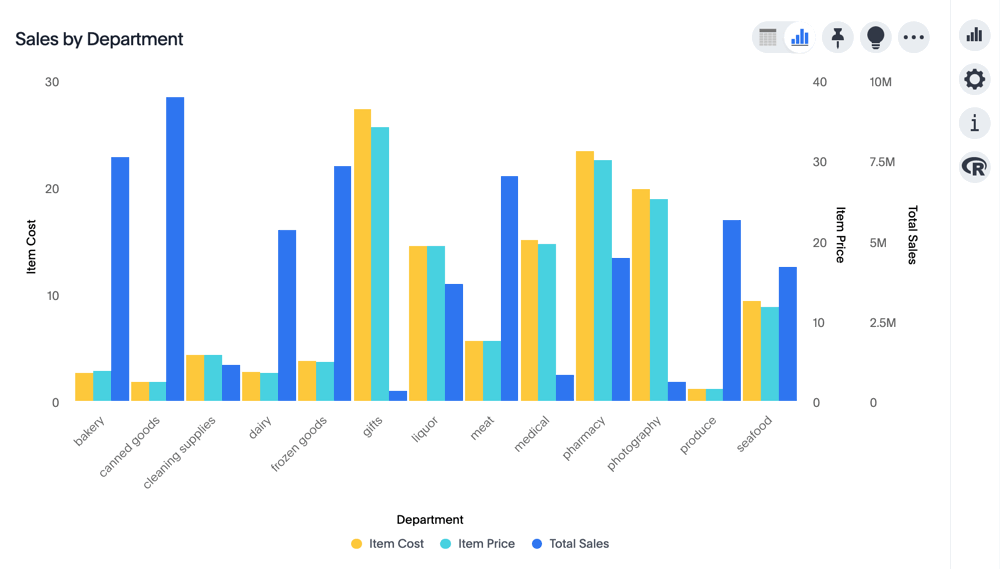 Sales by Department
i
R
30
20
10
0
Item Cost
40
30
20
10
0
Item Price
10M
7.5M
5M
2.5M
0
Total Sales
bakery
canned goods
cleaning supplies
dairy
frozen goods
gifts
liquor
meat
medical
pharmacy
photography
produce
seafood
Department
Item Cost Item Price Total Sales